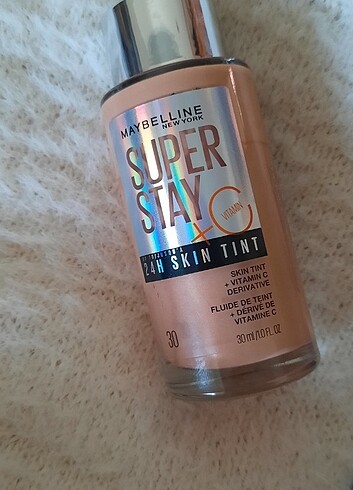 MAYBELLINE
NEW YORK
SUPER
STAY
+C
VITAMIN
24H SKIN TINT
SKIN TINT
+ VITAMIN C
DERIVATIVE
FLUIDE DE TEINT
+ DÉRIVÉ DE
VITAMINE C
30
30 ml/1.0 FL. OZ